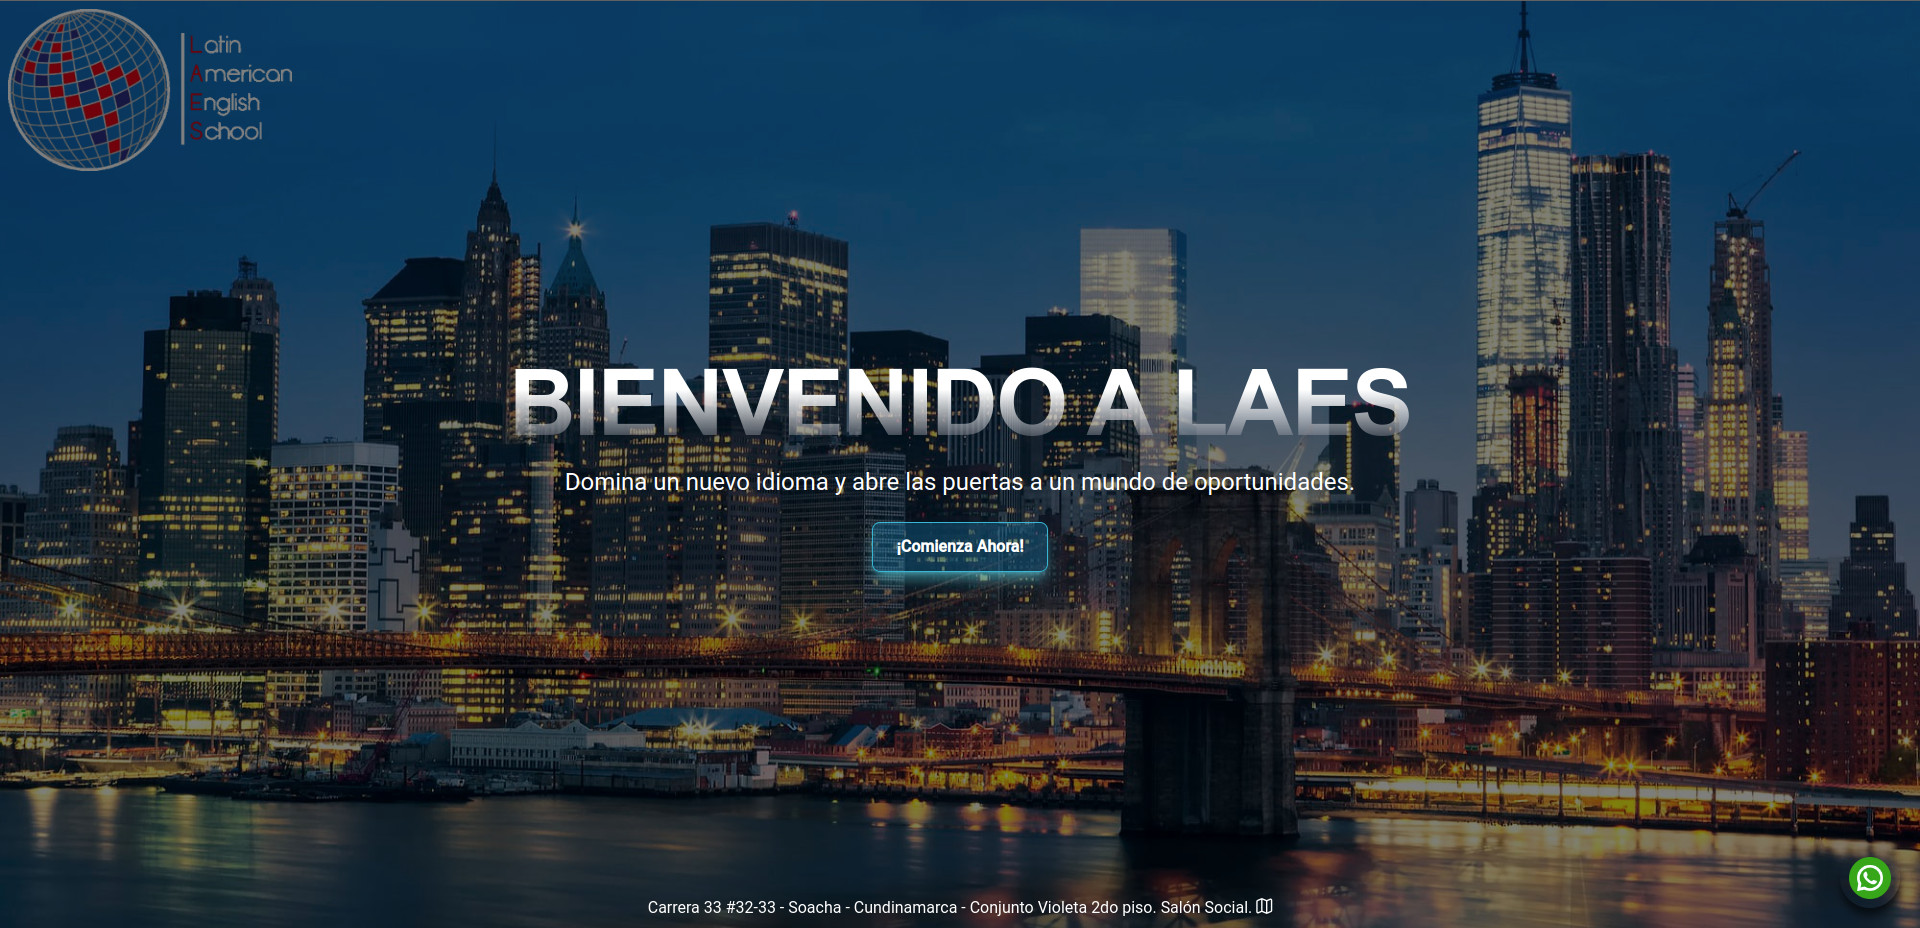 Latin
American
English
School
BIENVENIDO A LAES
Domina un nuevo idioma y abre las puertas a un mundo de oportunidades.
¡Comienza Ahora!
Carrera 33 #32-33 - Soacha - Cundinamarca - Conjunto Violeta 2do piso. Salón Social.